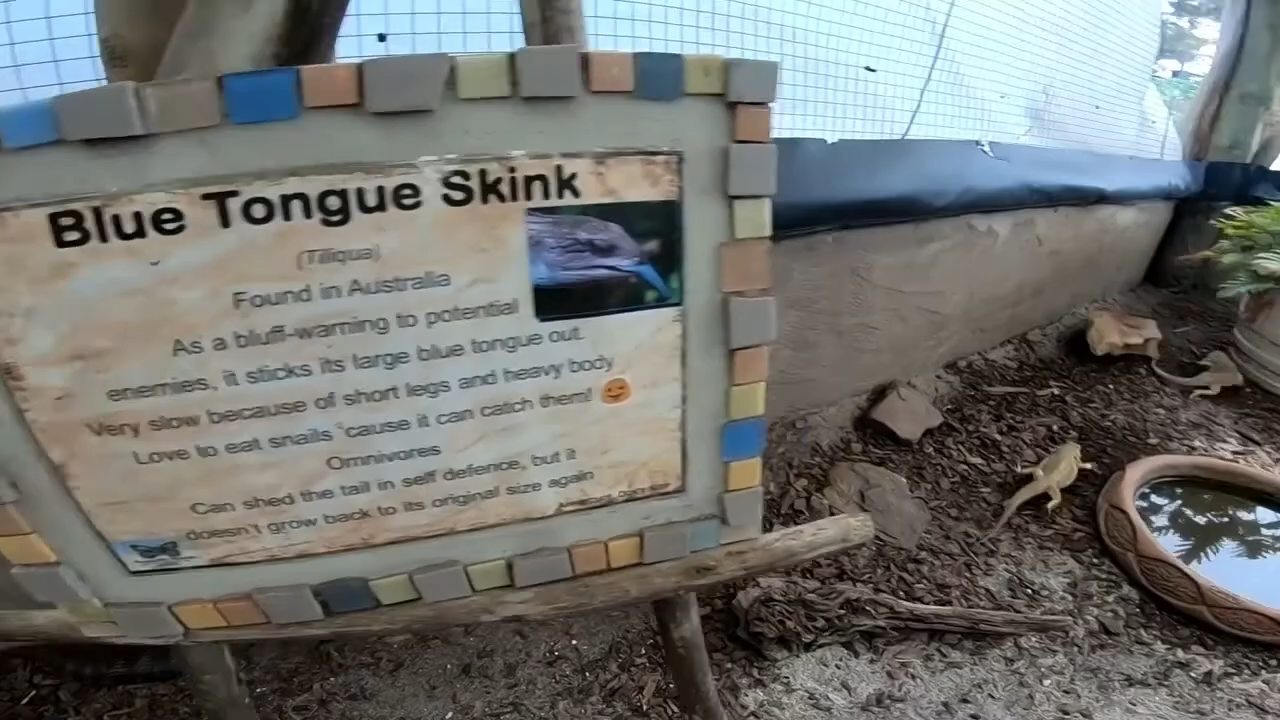 Blue Tongue Skink
(Tiliqua)
Found in Australia
As a bluff-warning to potential
enemies, it sticks its large blue tongue out.
Very slow because of short legs and heavy body
Love to eat snails 'cause it can catch them!
Omnivores
Can shed the tail in self defence, but it
doesn't grow back to its original size again